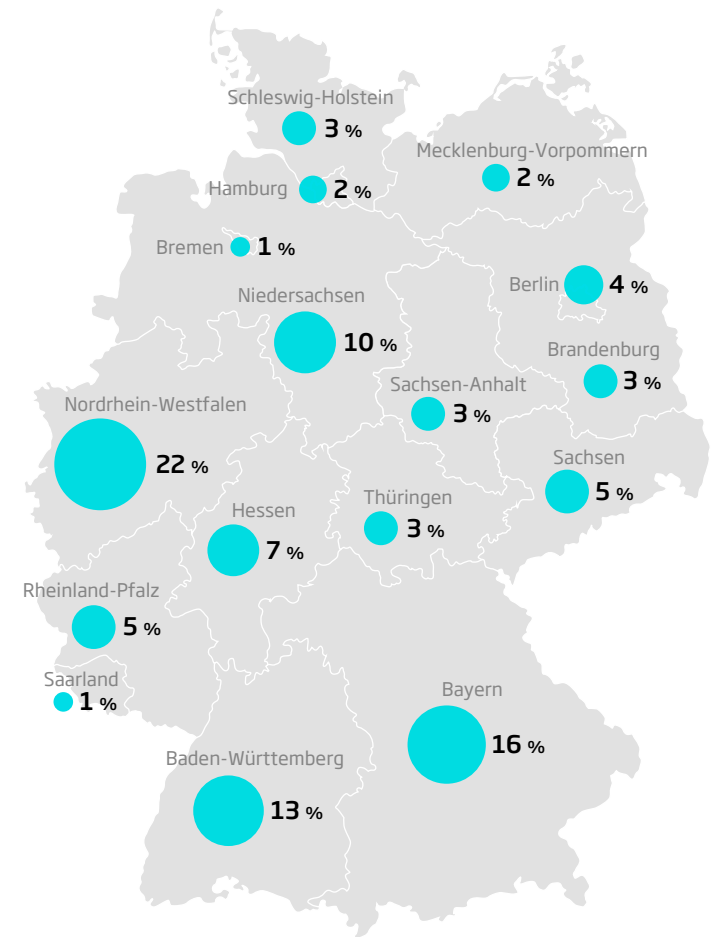 Schleswig-Holstein
3 %
Mecklenburg-Vorpommern
2 %
Hamburg
2 %
Bremen
1 %
Berlin
4 %
Niedersachsen
10 %
Brandenburg
3 %
Sachsen-Anhalt
3 %
Nordrhein-Westfalen
22 %
Sachsen
5 %
Thüringen
3 %
Hessen
7 %
Rheinland-Pfalz
5 %
Saarland
1 %
Bayern
16 %
Baden-Württemberg
13 %